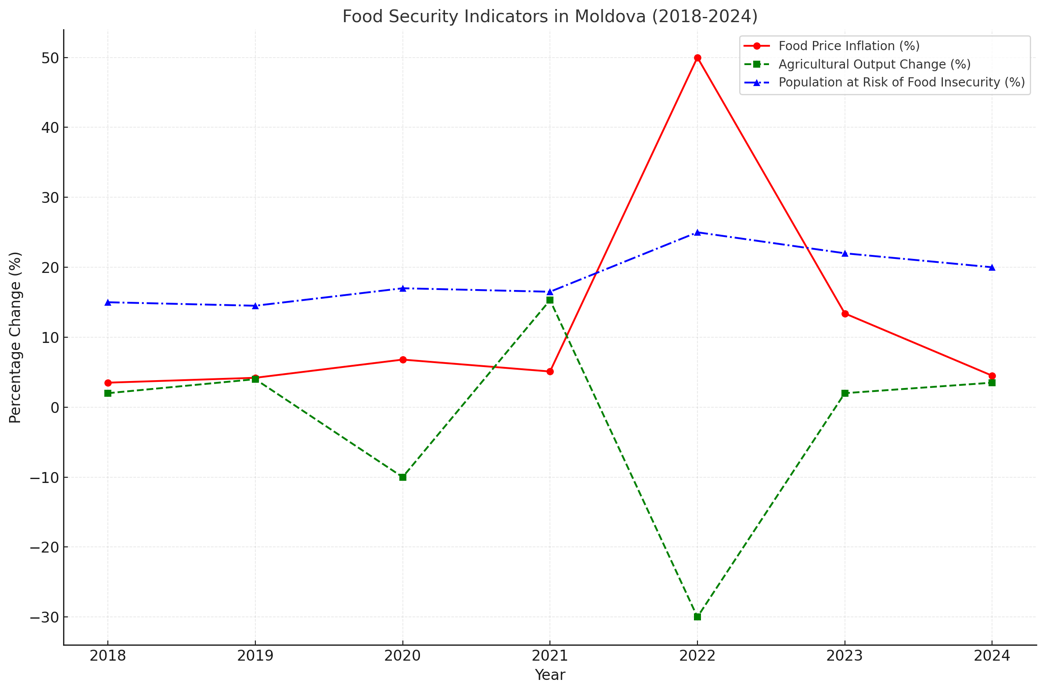 Food Security Indicators in Moldova (2018-2024)
Food Price Inflation (%)
Agricultural Output Change (%)
Population at Risk of Food Insecurity (%)
Percentage Change (%)
50
40
30
20
10
0
−10
−20
−30
2018 2019 2020 2021 2022 2023 2024
Year